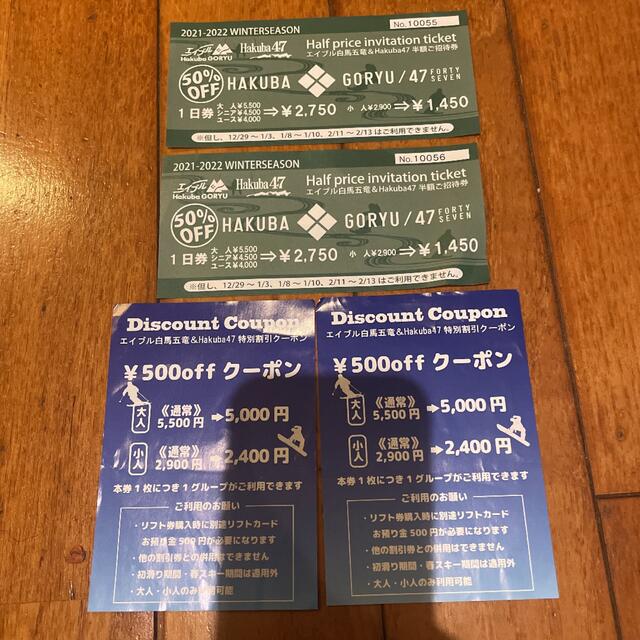 2021-2022 WINTERSEASON
No.10055
エイブル
Hakuba GORYU
Hakuba47
Half price invitation ticket
エイブル白馬五竜&Hakuba47 半額ご招待券
50% OFF
HAKUBA GORYU / 47 FORTY SEVEN
1日券
大人¥5,500
シニア¥4,500
ユース¥4,000
⇒¥2,750
小人¥2,900⇒¥1,450
※但し、12/29～1/3、1/8～1/10、2/11～2/13はご利用できません。
2021-2022 WINTERSEASON
No.10056
エイブル
Hakuba GORYU
Hakuba47
Half price invitation ticket
エイブル白馬五竜&Hakuba47 半額ご招待券
50% OFF
HAKUBA GORYU / 47 FORTY SEVEN
1日券
大人¥5,500
シニア¥4,500
ユース¥4,000
⇒¥2,750
小人¥2,900⇒¥1,450
※但し、12/29～1/3、1/8～1/10、2/11～2/13はご利用できません。
Discount Coupon
エイブル白馬五竜&Hakuba47 特別割引クーポン
¥500off クーポン
大人
《通常》
5,500円
➡5,000円
小人
《通常》
2,900円
➡2,400円
本券1枚につき1グループがご利用できます
ご利用のお願い
・リフト券購入時に別途リフトカード
お預り金500円が必要になります
・他の割引券との併用はできません
・初滑り期間・春スキー期間は適用外
・大人・小人のみ利用可能
Discount Coupon
エイブル白馬五竜&Hakuba47 特別割引クーポン
¥500off クーポン
大人
《通常》
5,500円
➡5,000円
小人
《通常》
2,900円
➡2,400円
本券1枚につき1グループがご利用できます
ご利用のお願い
・リフト券購入時に別途リフトカード
お預り金500円が必要になります
・他の割引券との併用はできません
・初滑り期間・春スキー期間は適用外
・大人・小人のみ利用可能